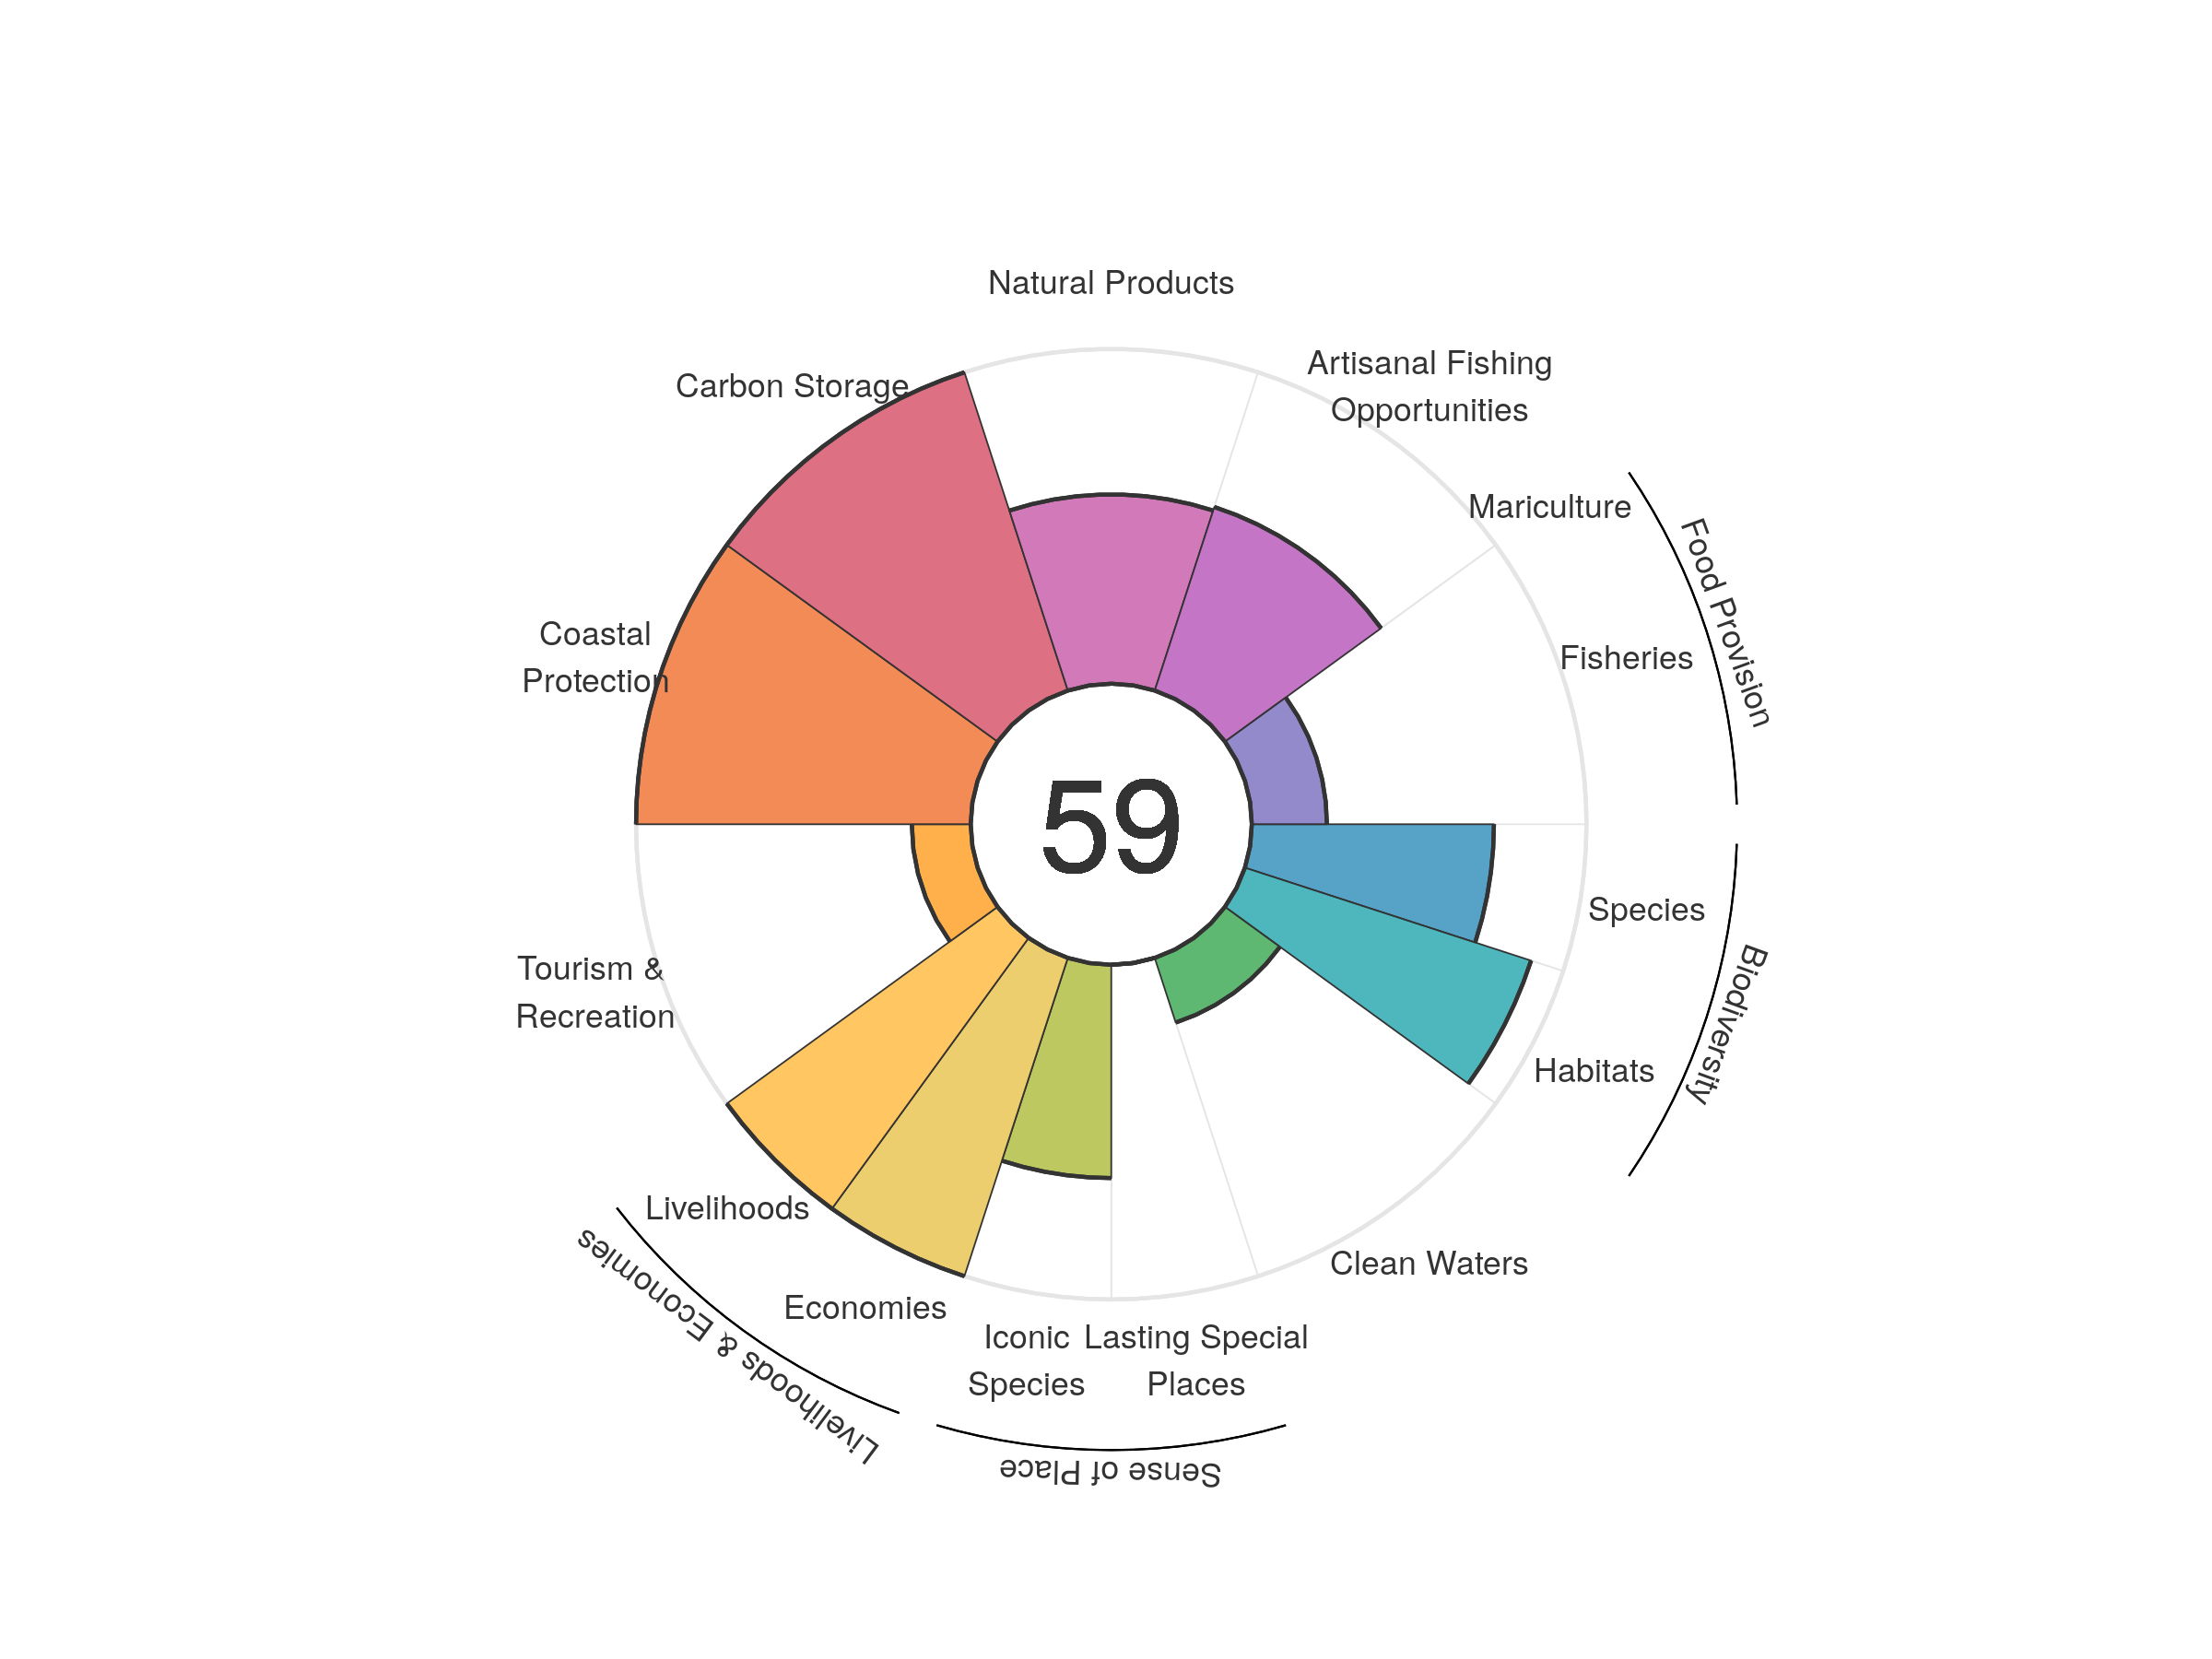 Natural Products
Artisanal Fishing
Opportunities
Carbon Storage
Mariculture
Food Provision
Fisheries
Coastal
Protection
59
Species
Biodiversity
Tourism &
Recreation
Habitats
Livelihoods
Livelihoods & Economies
Clean Waters
Economies
Iconic
Species
Lasting Special
Places
Sense of Place